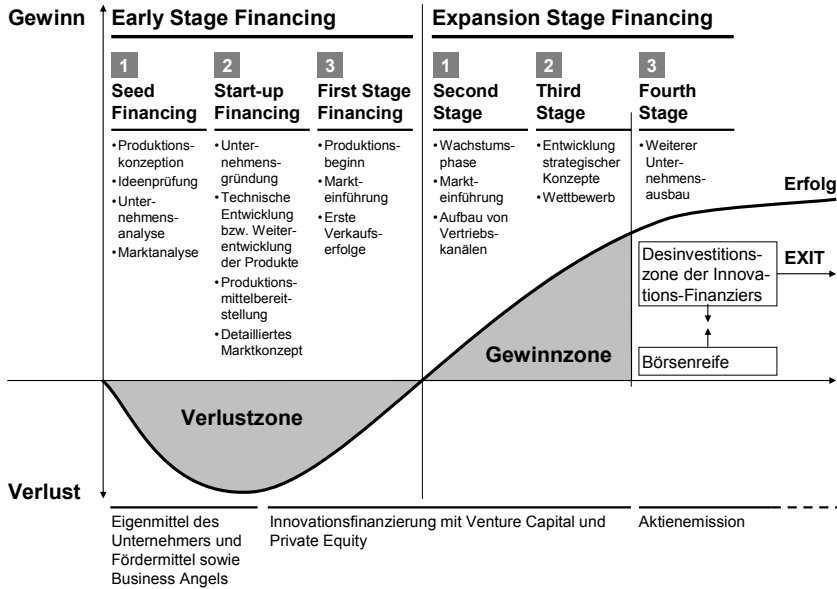 Gewinn
Early Stage Financing
Expansion Stage Financing
1
Seed
Financing
• Produktions-
konzeption
• Ideenprüfung
• Unter-
nehmens-
analyse
• Marktanalyse
2
Start-up
Financing
• Unter-
nehmens-
gründung
• Technische
Entwicklung
bzw. Weiter-
entwicklung
der Produkte
• Produktions-
mittelbereit-
stellung
• Detailliertes
Marktkonzept
3
First Stage
Financing
• Produktions-
beginn
• Markt-
einführung
• Erste
Verkaufs-
erfolge
1
Second
Stage
• Wachstums-
phase
• Markt-
einführung
• Aufbau von
Vertriebs-
kanälen
2
Third
Stage
• Entwicklung
strategischer
Konzepte
• Wettbewerb
3
Fourth
Stage
• Weiterer
Unter-
nehmens-
ausbau
Erfolg
Desinvestitions-
zone der Innova-
tions-Finanziers
EXIT
Börsenreife
Gewinnzone
Verlustzone
Verlust
Eigenmittel des
Unternehmers und
Fördermittel sowie
Business Angels
Innovationsfinanzierung mit Venture Capital und
Private Equity
Aktienemission